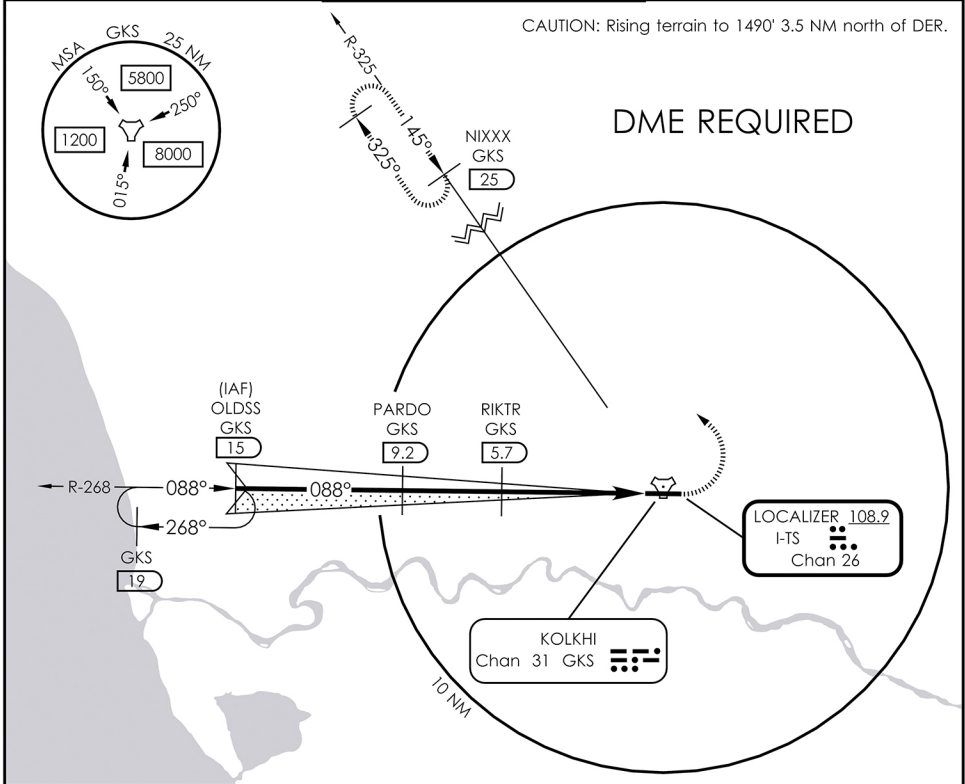 CAUTION: Rising terrain to 1490' 3.5 NM north of DER.
MSA GKS 25 NM
150°
5800
250°
1200
8000
015°
R-325
145°
325°
NIXXX
GKS
25
DME REQUIRED
(IAF)
OLDSS
GKS
15
PARDO
GKS
9.2
RIKTR
GKS
5.7
R-268
088°
088°
268°
GKS
19
LOCALIZER 108.9
I-TS
Chan 26
KOLKHI
Chan 31 GKS
10 NM